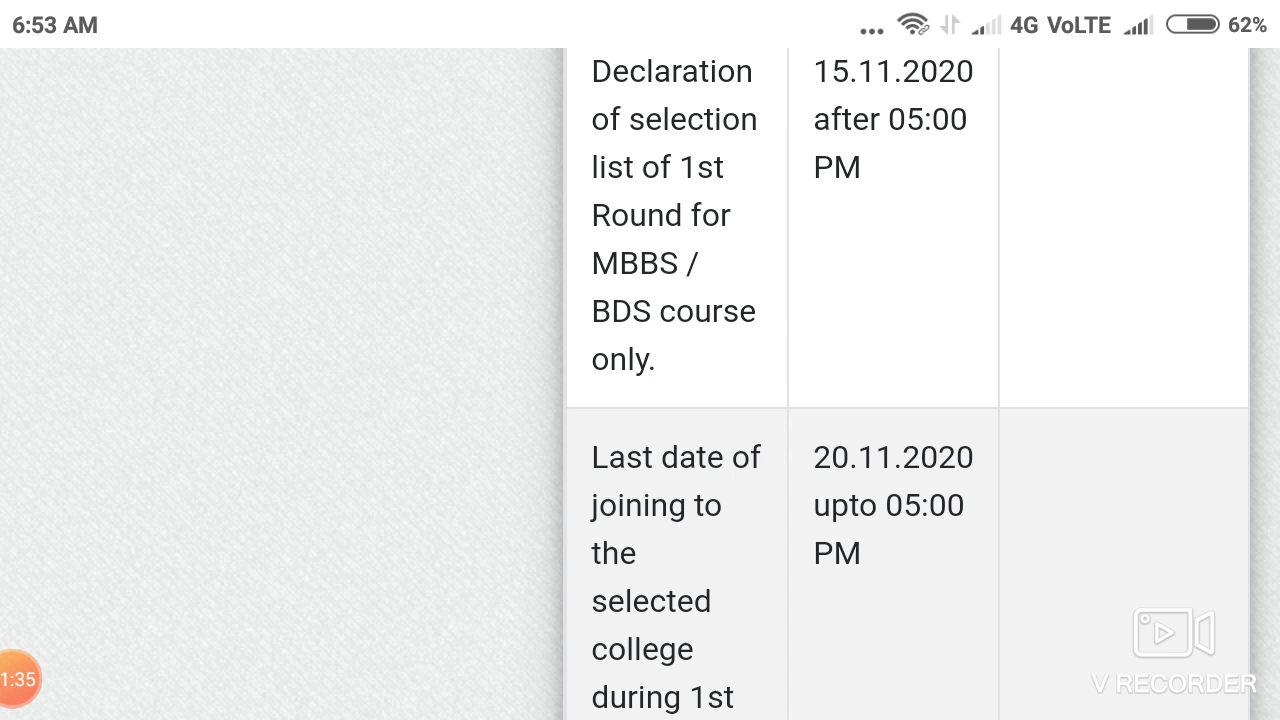 6:53 AM
4G VoLTE
62%
Declaration
of selection
list of 1st
Round for
MBBS /
BDS course
only.
15.11.2020
after 05:00
PM
Last date of
joining to
the
selected
college
during 1st
20.11.2020
upto 05:00
PM
1:35
V RECORDER